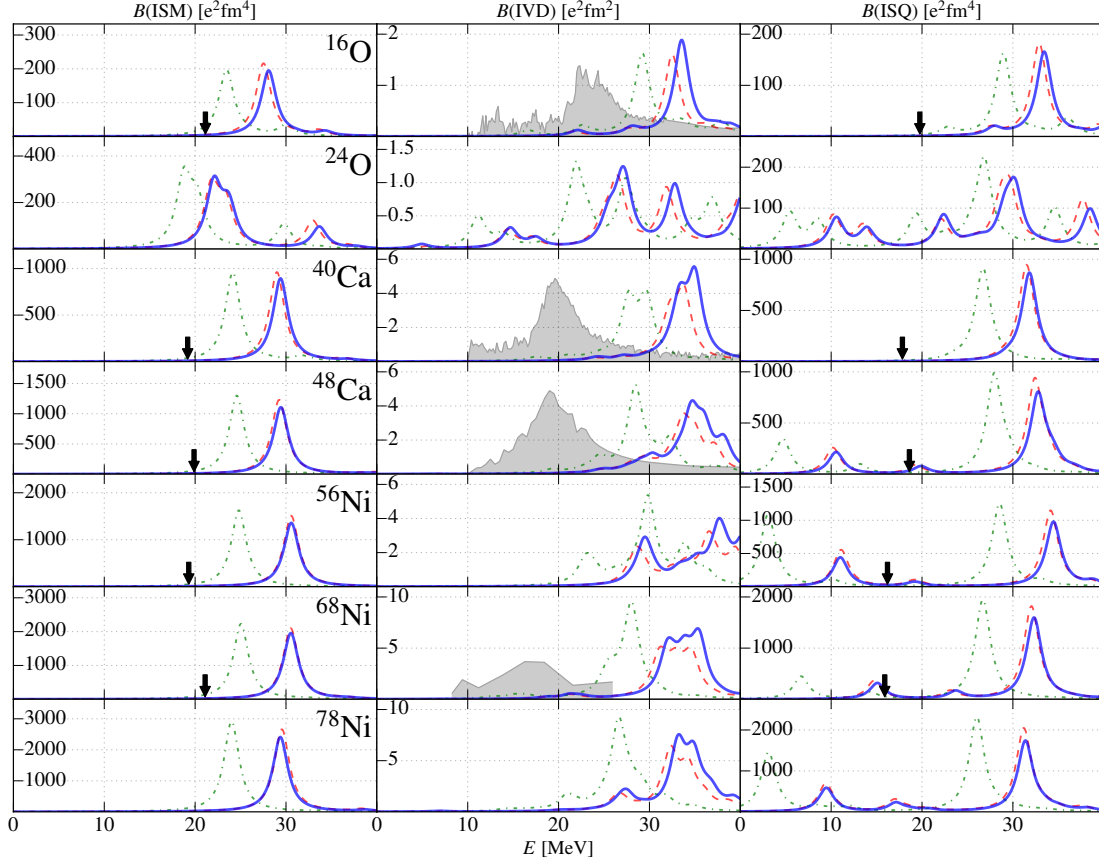 B(ISM) [e²fm⁴] B(IVD) [e²fm²] B(ISQ) [e²fm⁴]
300 200 100 ¹⁶O 2 1 200 100
400 200 ²⁴O 1.5 1.0 0.5 200 100
1000 500 ⁴⁰Ca 6 4 2 1000 500
1500 1000 500 ⁴⁸Ca 6 4 2 1000 500
2000 1000 ⁵⁶Ni 6 4 2 1500 1000 500
3000 2000 1000 ⁶⁸Ni 10 5 2000 1000
3000 2000 1000 ⁷⁸Ni 10 5 2000 1000
0 10 20 30 0 10 20 30 0 10 20 30
E [MeV]